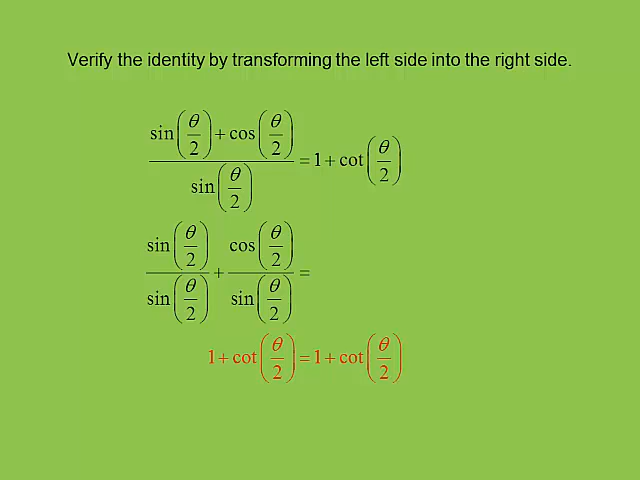 Verify the identity by transforming the left side into the right side.
(sin(θ/2) + cos(θ/2)) / sin(θ/2) = 1 + cot(θ/2)
sin(θ/2) / sin(θ/2) + cos(θ/2) / sin(θ/2) =
1 + cot(θ/2) = 1 + cot(θ/2)